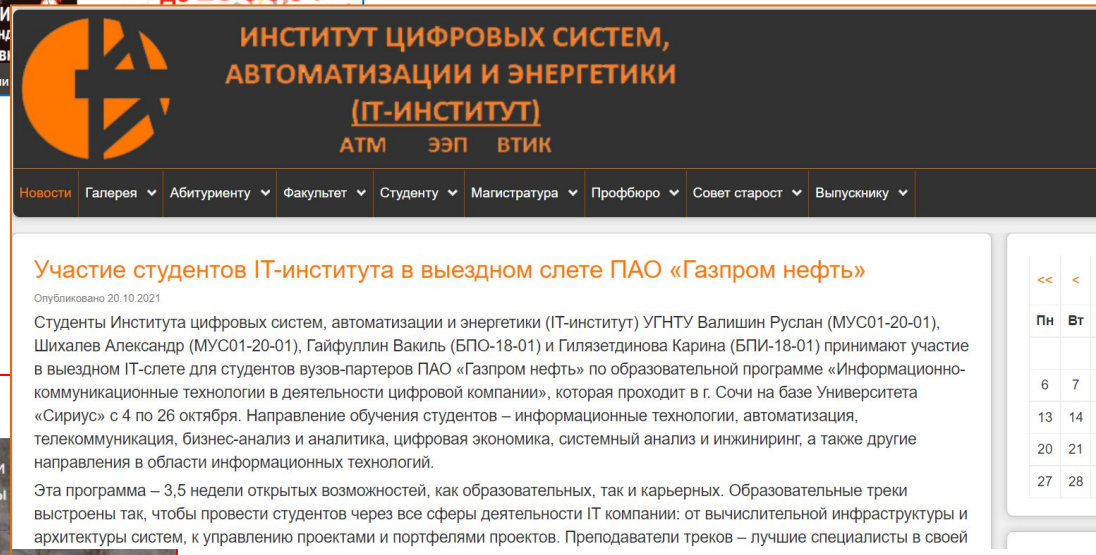 ИНСТИТУТ ЦИФРОВЫХ СИСТЕМ,
АВТОМАТИЗАЦИИ И ЭНЕРГЕТИКИ
(IT-ИНСТИТУТ)
АТМ ЭЭП ВТИК
Новости Галерея Абитуриенту Факультет Студенту Магистратура Профбюро Совет старост Выпускнику
Участие студентов IT-института в выездном слете ПАО «Газпром нефть»
Опубликовано 20.10.2021
Студенты Института цифровых систем, автоматизации и энергетики (IT-институт) УГНТУ Валишин Руслан (МУС01-20-01),
Шихалев Александр (МУС01-20-01), Гайфуллин Вакиль (БПО-18-01) и Гилязетдинова Карина (БПИ-18-01) принимают участие
в выездном IT-слете для студентов вузов-партеров ПАО «Газпром нефть» по образовательной программе «Информационно-
коммуникационные технологии в деятельности цифровой компании», которая проходит в г. Сочи на базе Университета
«Сириус» с 4 по 26 октября. Направление обучения студентов – информационные технологии, автоматизация,
телекоммуникация, бизнес-анализ и аналитика, цифровая экономика, системный анализ и инжиниринг, а также другие
направления в области информационных технологий.
Эта программа – 3,5 недели открытых возможностей, как образовательных, так и карьерных. Образовательные треки
выстроены так, чтобы провести студентов через все сферы деятельности IT компании: от вычислительной инфраструктуры и
архитектуры систем, к управлению проектами и портфелями проектов. Преподаватели треков – лучшие специалисты в своей
<< <
Пн Вт
6 7
13 14
20 21
27 28